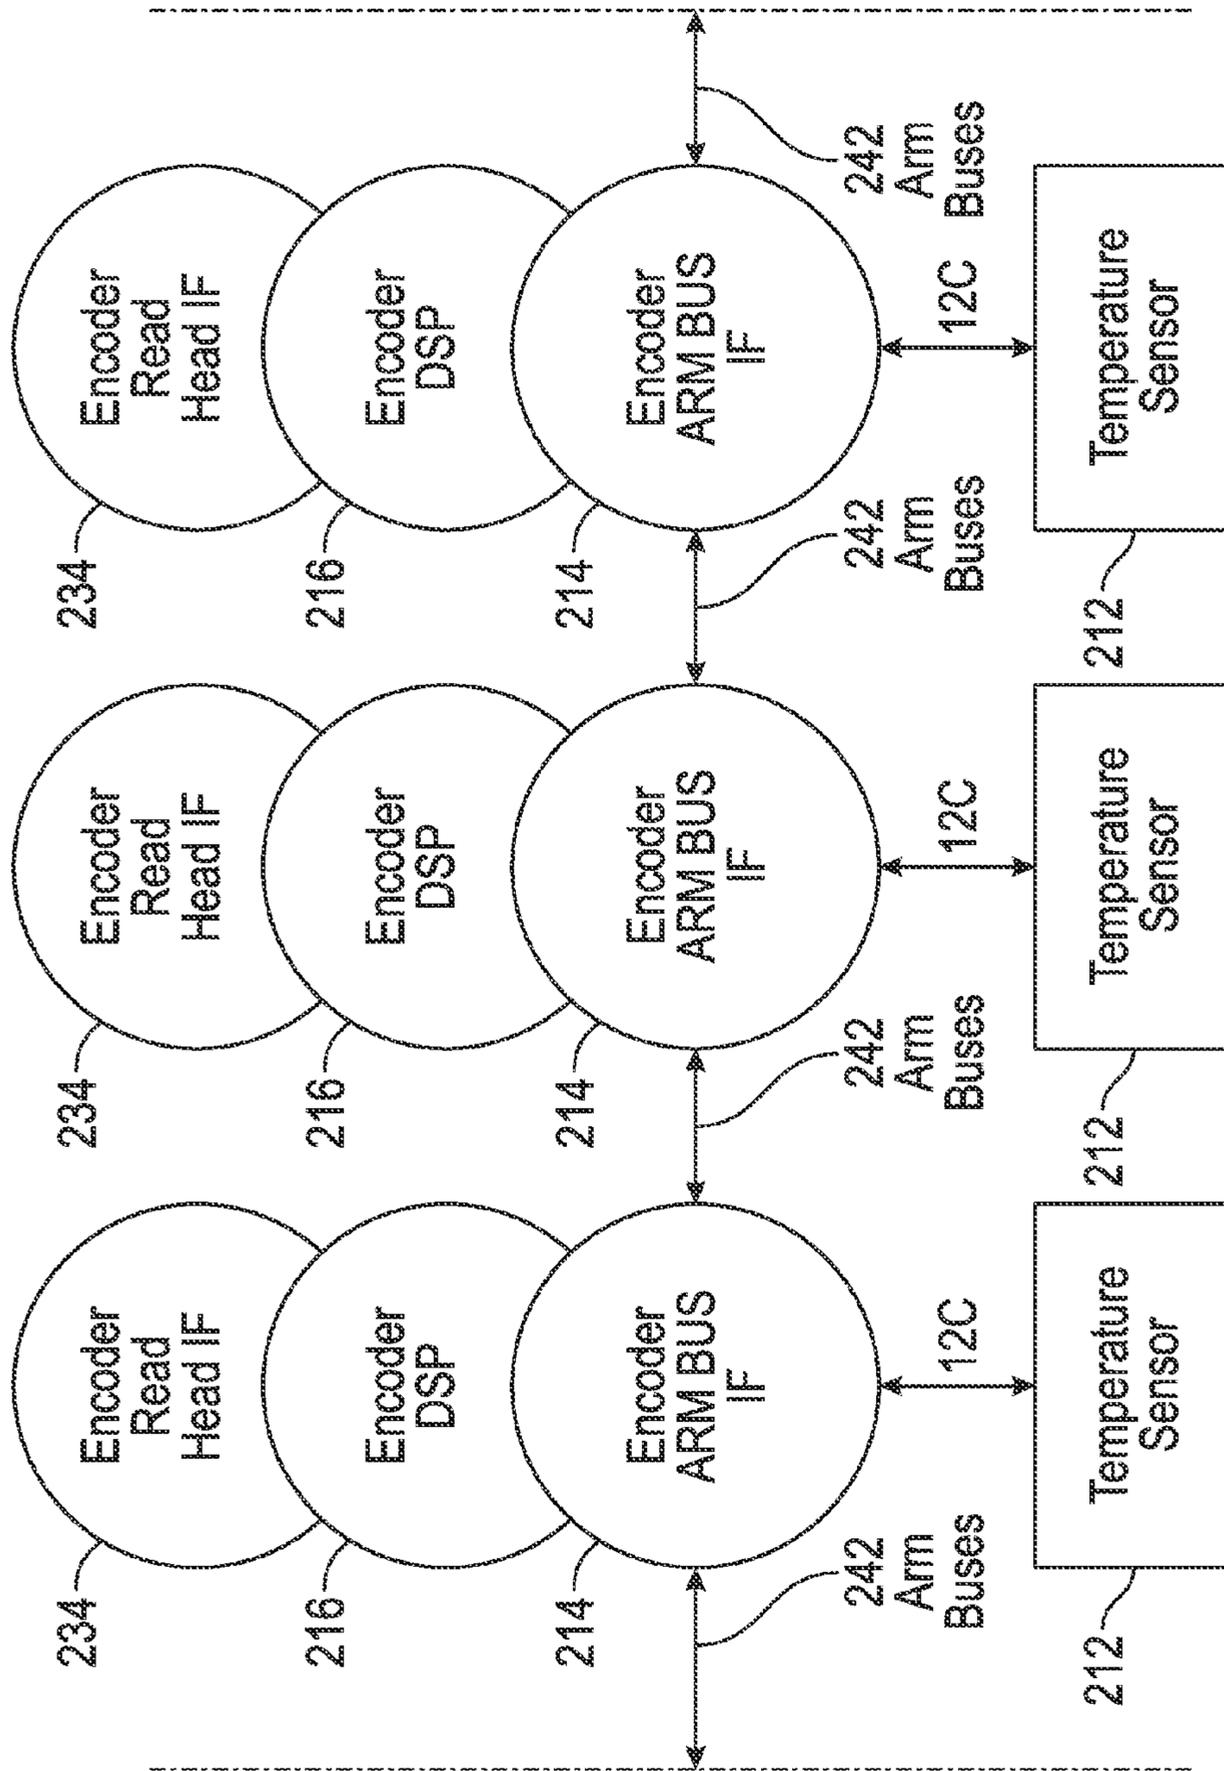 234
Encoder
Read
Head IF
234
Encoder
Read
Head IF
234
Encoder
Read
Head IF
216
Encoder
DSP
216
Encoder
DSP
216
Encoder
DSP
214
Encoder
ARM BUS
IF
214
Encoder
ARM BUS
IF
214
Encoder
ARM BUS
IF
242
Arm
Buses
242
Arm
Buses
242
Arm
Buses
242
Arm
Buses
12C
12C
12C
212
Temperature
Sensor
212
Temperature
Sensor
212
Temperature
Sensor